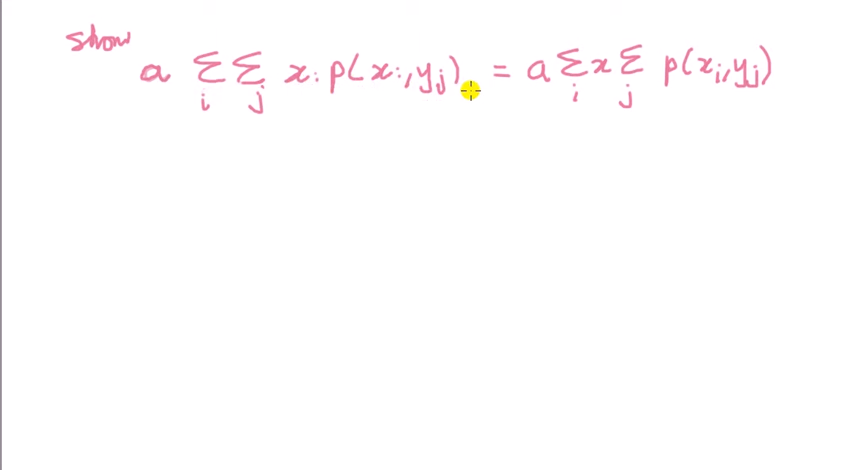 show
a Σ_i Σ_j x_i p(x_i, y_j) = a Σ_i x Σ_j p(x_i, y_j)